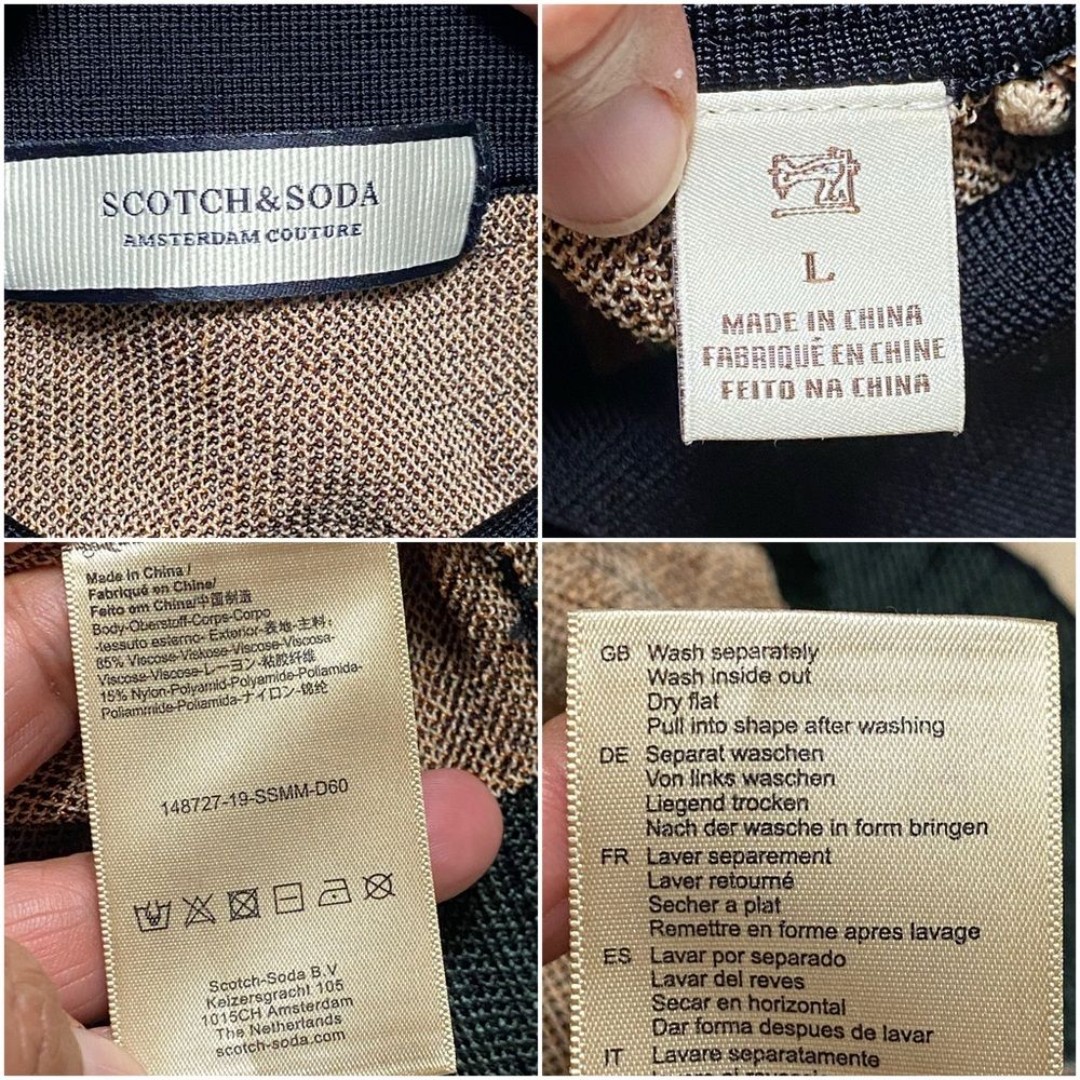 SCOTCH&SODA
AMSTERDAM COUTURE
L
MADE IN CHINA
FABRIQUÉ EN CHINE
FEITO NA CHINA
Made in China /
Fabriqué en Chine/
Feito em China/中国制造
Body-Oberstoff-Corps-Corpo
-tessuto esterno- Exterior-表地-主料:
85% Viscose-Viskose-Viscose-Viscosa-
Viscosa-Viscose-レーヨン-粘胶纤维
15% Nylon-Polyamid-Polyamide-Poliamida-
Poliammide-Poliamida-ナイロン-锦纶
148727-19-SSMM-D60
Scotch-Soda B.V
Keizersgracht 105
1015CH Amsterdam
The Netherlands
scotch-soda.com
GB Wash separately
Wash inside out
Dry flat
Pull into shape after washing
DE Separat waschen
Von links waschen
Liegend trocken
Nach der wasche in form bringen
FR Laver separement
Laver retourné
Secher a plat
Remettre en forme apres lavage
ES Lavar por separado
Lavar del reves
Secar en horizontal
Dar forma despues de lavar
IT Lavare separatamente